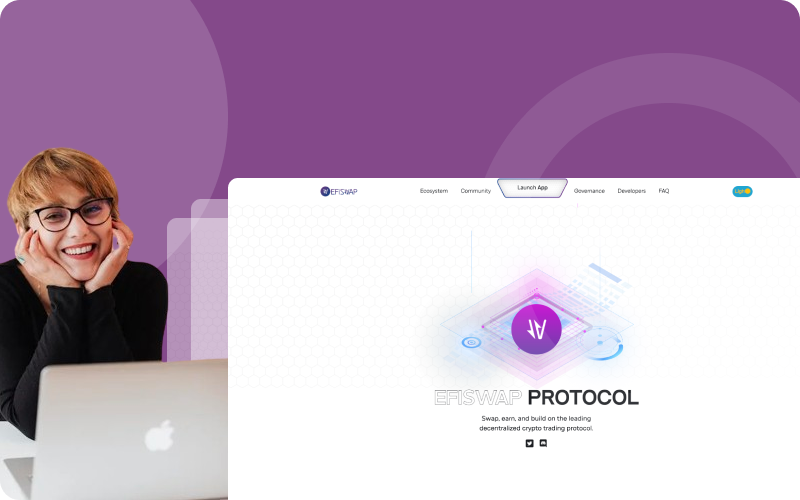 EFISWAP
Ecosystem
Community
Launch App
Governance
Developers
FAQ
Light
EFISWAP PROTOCOL
Swap, earn, and build on the leading
decentralized crypto trading protocol.